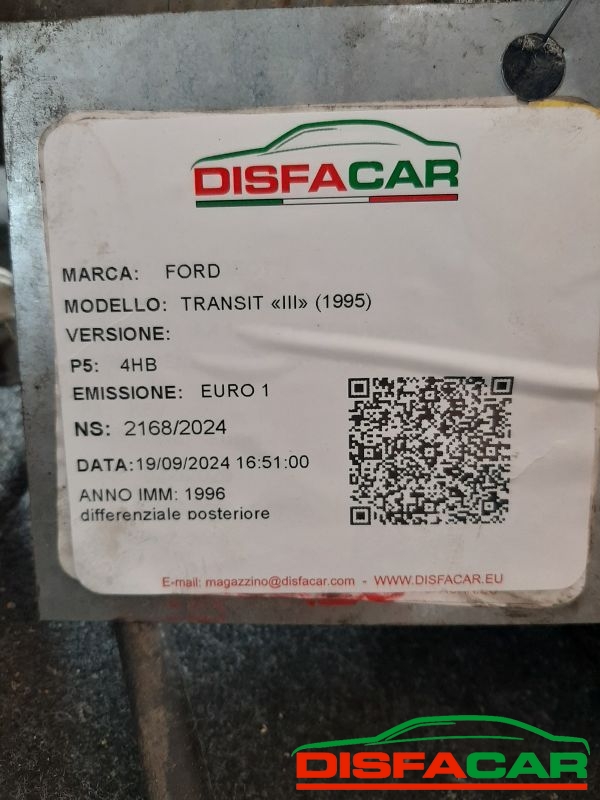 DISFACAR
MARCA: FORD
MODELLO: TRANSIT «III» (1995)
VERSIONE:
P5: 4HB
EMISSIONE: EURO 1
NS: 2168/2024
DATA:19/09/2024 16:51:00
ANNO IMM: 1996
differenziale posteriore
E-mail: magazzino@disfacar.com - WWW.DISFACAR.EU
DISFACAR